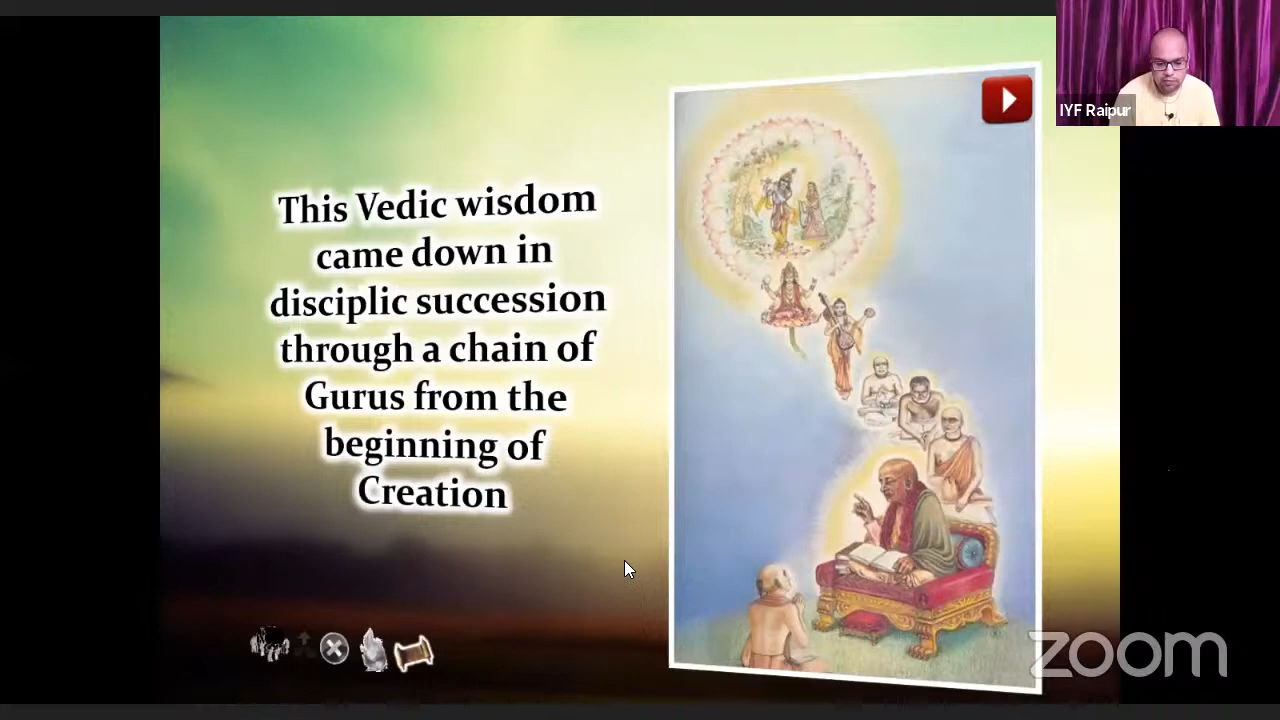 This Vedic wisdom
came down in
disciplic succession
through a chain of
Gurus from the
beginning of
Creation
IYF Raipur
zoom